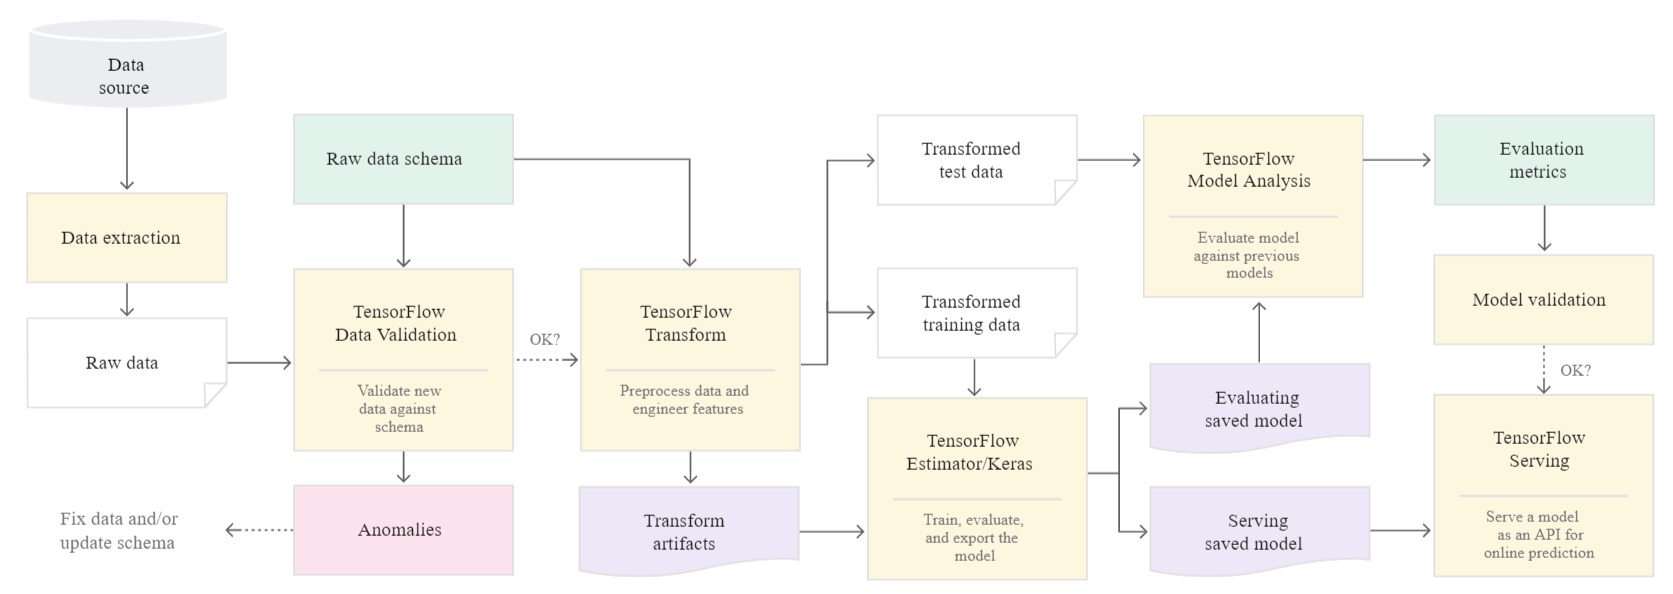 Data
source
Data extraction
Raw data
Raw data schema
TensorFlow
Data Validation
Validate new
data against
schema
Anomalies
Fix data and/or
update schema
OK?
TensorFlow
Transform
Preprocess data and
engineer features
Transform
artifacts
Transformed
test data
Transformed
training data
TensorFlow
Estimator/Keras
Train, evaluate,
and export the
model
TensorFlow
Model Analysis
Evaluate model
against previous
models
Evaluating
saved model
Serving
saved model
Evaluation
metrics
Model validation
OK?
TensorFlow
Serving
Serve a model
as an API for
online prediction